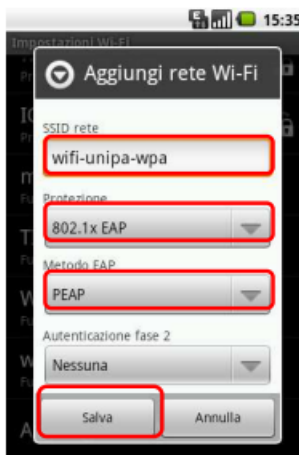 15:35
Impostazioni Wi-Fi
Aggiungi rete Wi-Fi
SSID rete
wifi-unipa-wpa
Protezione
802.1x EAP
Metodo EAP
PEAP
Autenticazione fase 2
Nessuna
Salva
Annulla